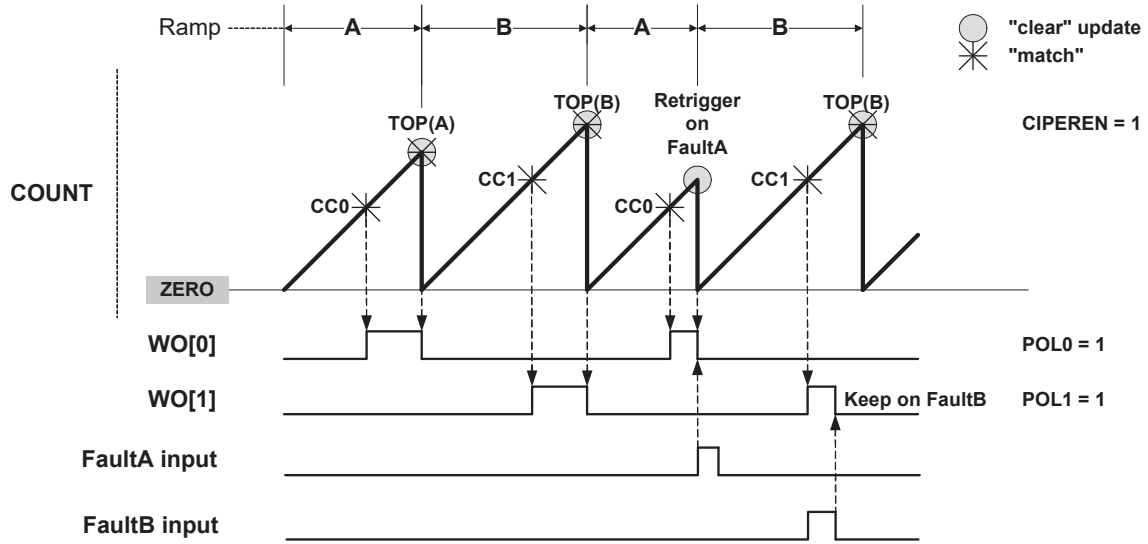 Ramp
A B A B
"clear" update
"match"
TOP(A)
TOP(B)
Retrigger
on
FaultA
TOP(B)
CIPEREN = 1
COUNT
CC0
CC1
CC0
CC1
ZERO
WO[0]
POL0 = 1
WO[1]
Keep on FaultB
POL1 = 1
FaultA input
FaultB input